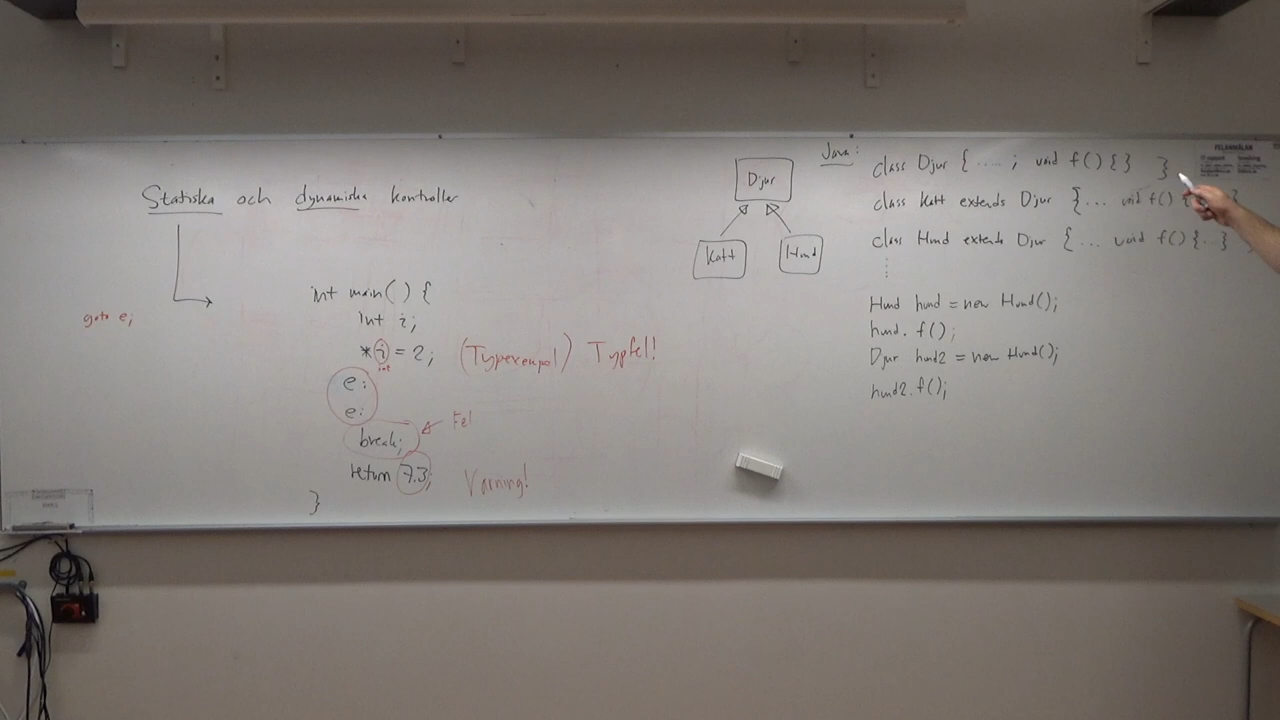 Statiska och dynamiska kontroller
goto e;
int main() {
int i;
*i = 2; (Typexempel) Typfel!
int
e:
e:
break; Fel
return 7.3; Varning!
}
Djur
Katt Hund
Java:
class Djur { ..... ; void f() { } }
class Katt extends Djur { ... void f() {
class Hund extends Djur { ... void f() {..} }
Hund hund = new Hund();
hund.f();
Djur hund2 = new Hund();
hund2.f();
FELANMÄLAN